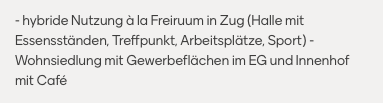 - hybride Nutzung à la Freiruum in Zug (Halle mit
Essensständen, Treffpunkt, Arbeitsplätze, Sport) -
Wohnsiedlung mit Gewerbeflächen im EG und Innenhof
mit Café